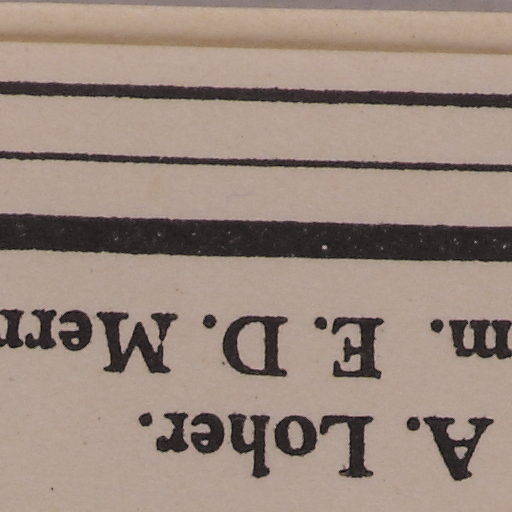 A. Loher.
m. E. D. Merr